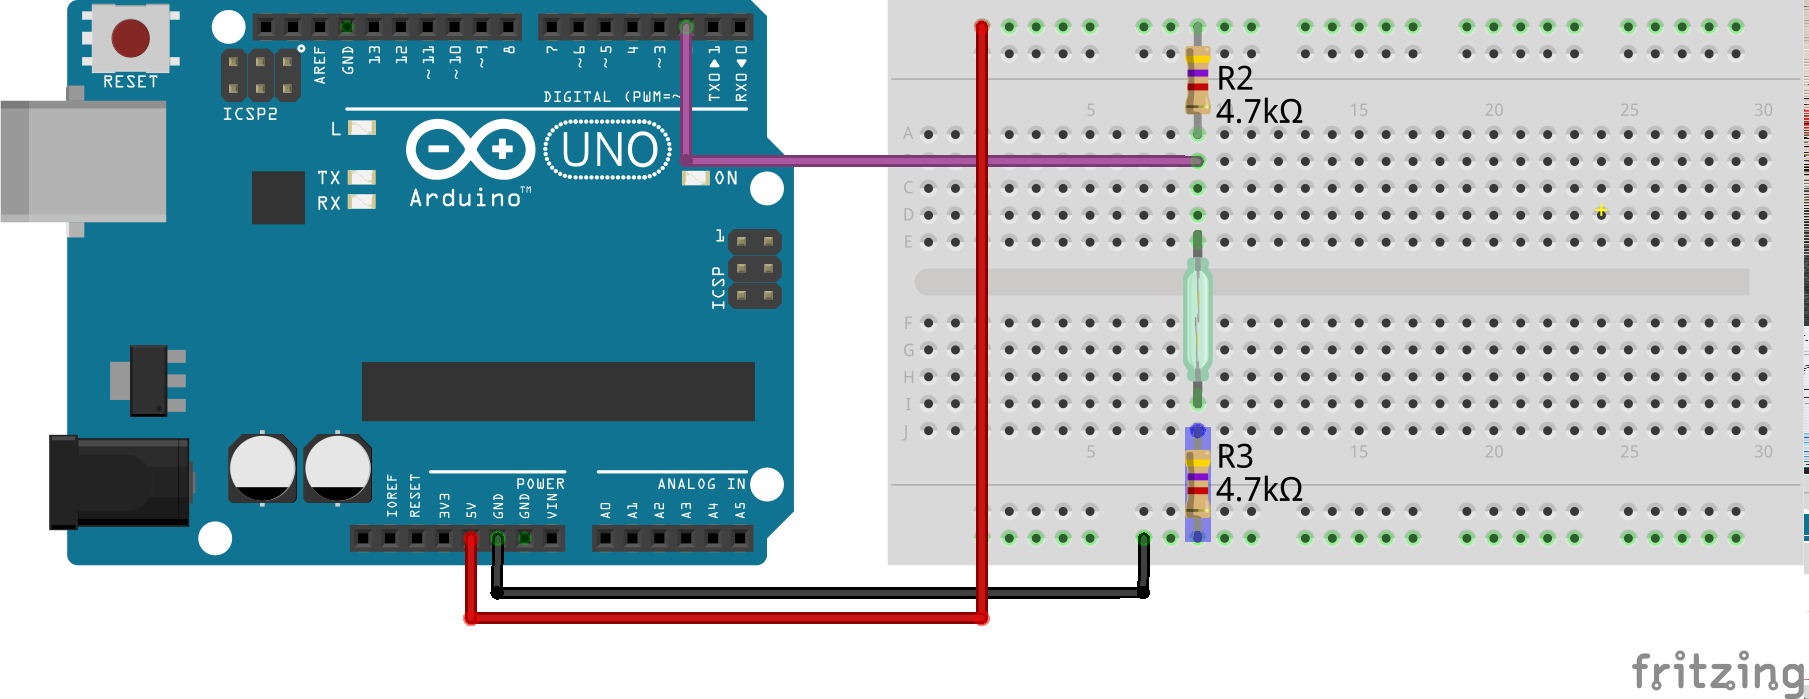 RESET
ICSP2
AREF
GND
13
12
~11
~10
~9
8
7
~6
~5
4
~3
TX0▶1
RX0◀0
DIGITAL (PWM=~
L
TX
RX
Arduino™
UNO
ON
1
ICSP
IOREF
RESET
3V3
5V
GND
GND
VIN
POWER
ANALOG IN
A0
A1
A2
A3
A4
A5
R2
4.7kΩ
5
15
20
25
30
A
C
D
E
F
G
H
I
J
R3
4.7kΩ
5
15
20
25
30
fritzing